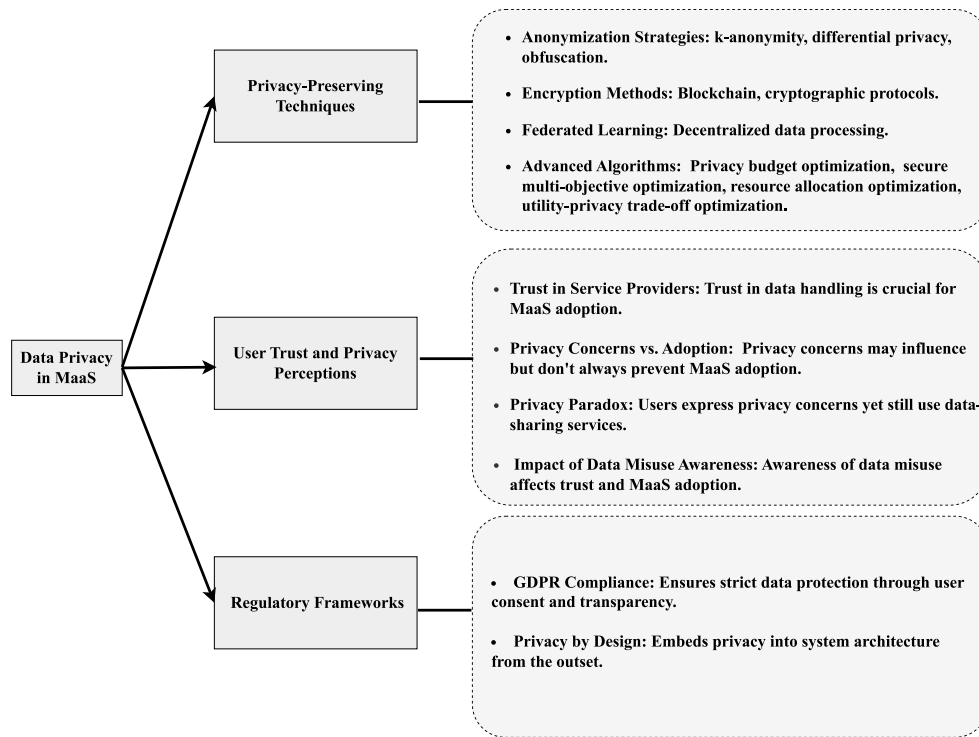 Data Privacy
in MaaS
Privacy-Preserving
Techniques
• Anonymization Strategies: k-anonymity, differential privacy,
obfuscation.
• Encryption Methods: Blockchain, cryptographic protocols.
• Federated Learning: Decentralized data processing.
• Advanced Algorithms: Privacy budget optimization, secure
multi-objective optimization, resource allocation optimization,
utility-privacy trade-off optimization.
User Trust and Privacy
Perceptions
• Trust in Service Providers: Trust in data handling is crucial for
MaaS adoption.
• Privacy Concerns vs. Adoption: Privacy concerns may influence
but don't always prevent MaaS adoption.
• Privacy Paradox: Users express privacy concerns yet still use data-
sharing services.
• Impact of Data Misuse Awareness: Awareness of data misuse
affects trust and MaaS adoption.
Regulatory Frameworks
• GDPR Compliance: Ensures strict data protection through user
consent and transparency.
• Privacy by Design: Embeds privacy into system architecture
from the outset.